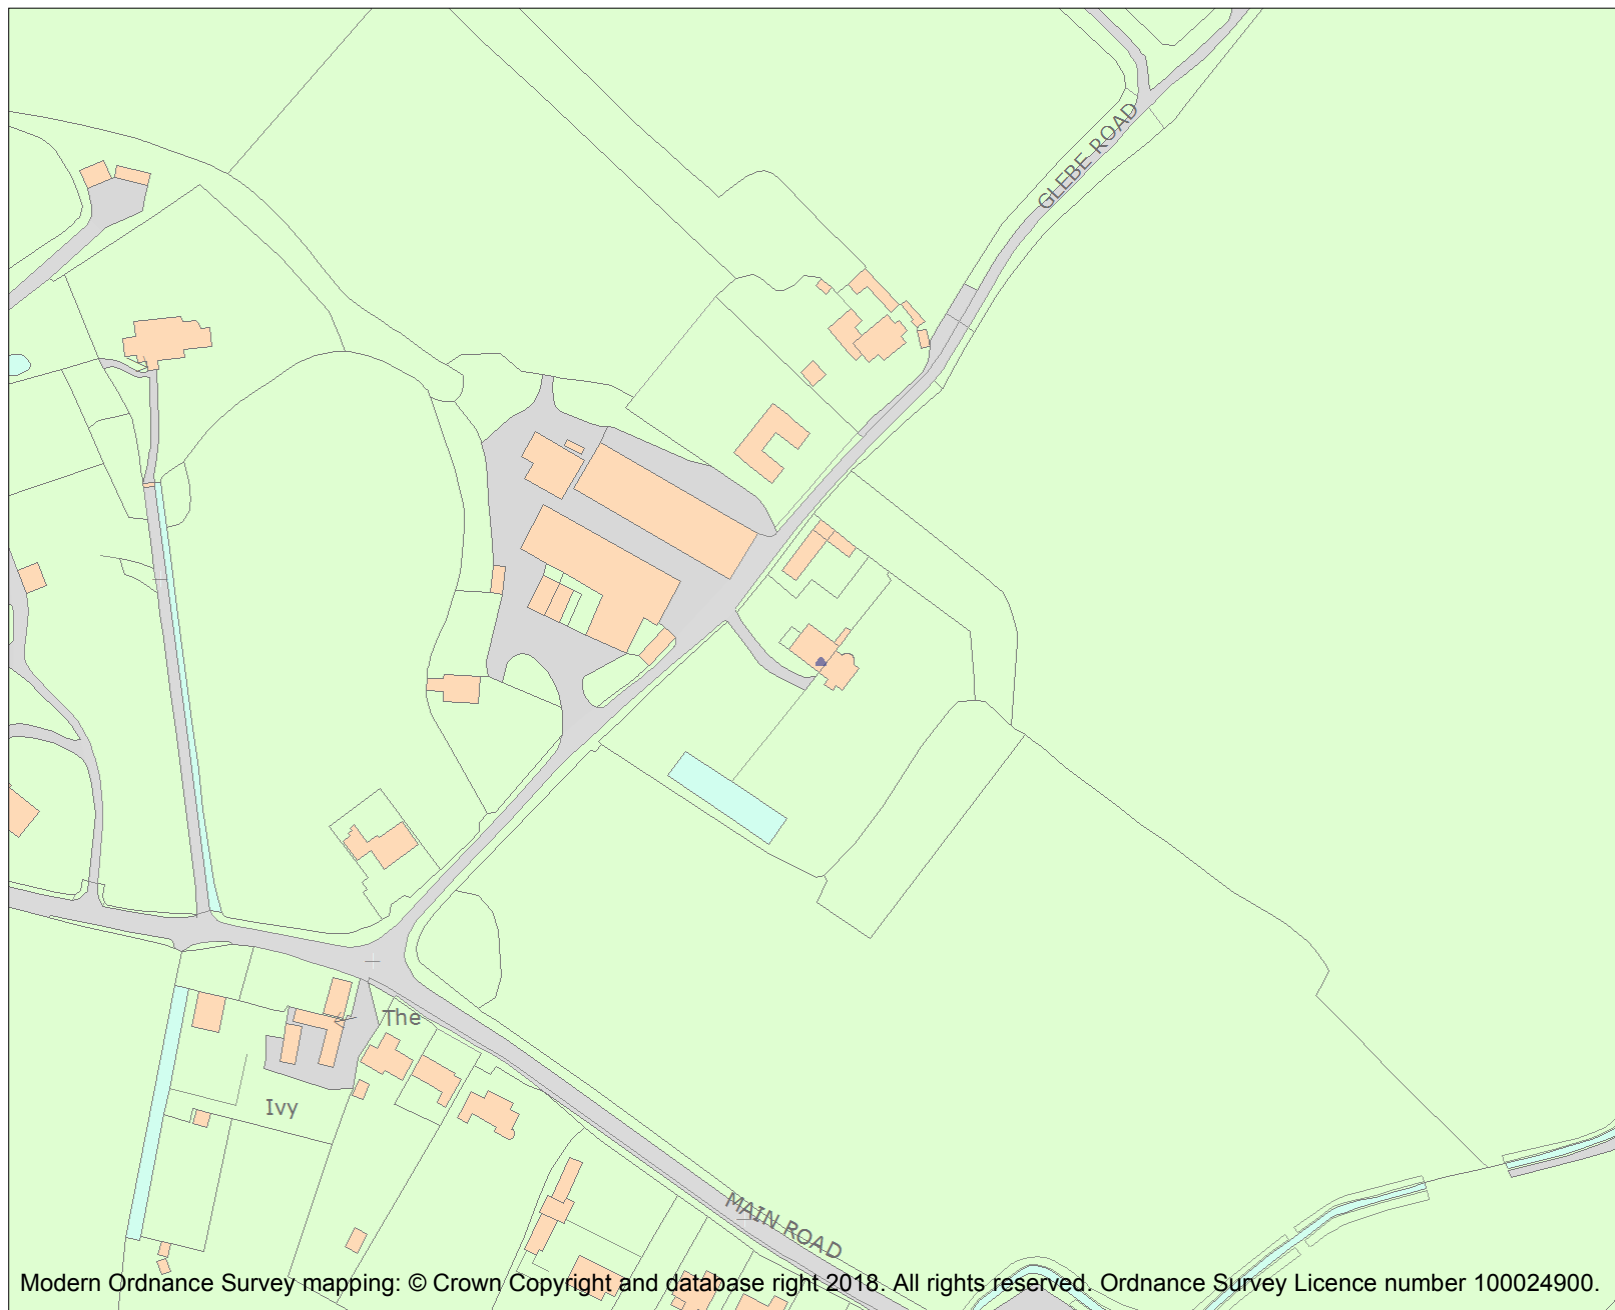 GLEBE ROAD
The
Ivy
MAIN ROAD
Modern Ordnance Survey mapping: © Crown Copyright and database right 2018. All rights reserved. Ordnance Survey Licence number 100024900.